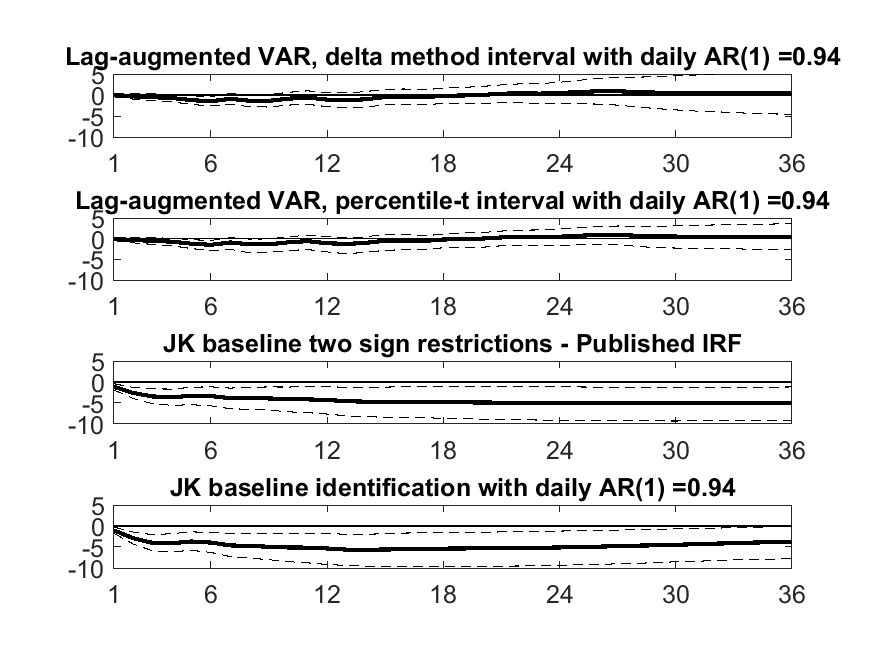 Lag-augmented VAR, delta method interval with daily AR(1) =0.94
5
0
-5
-10
1 6 12 18 24 30 36
Lag-augmented VAR, percentile-t interval with daily AR(1) =0.94
5
0
-5
-10
1 6 12 18 24 30 36
JK baseline two sign restrictions - Published IRF
5
0
-5
-10
1 6 12 18 24 30 36
JK baseline identification with daily AR(1) =0.94
5
0
-5
-10
1 6 12 18 24 30 36